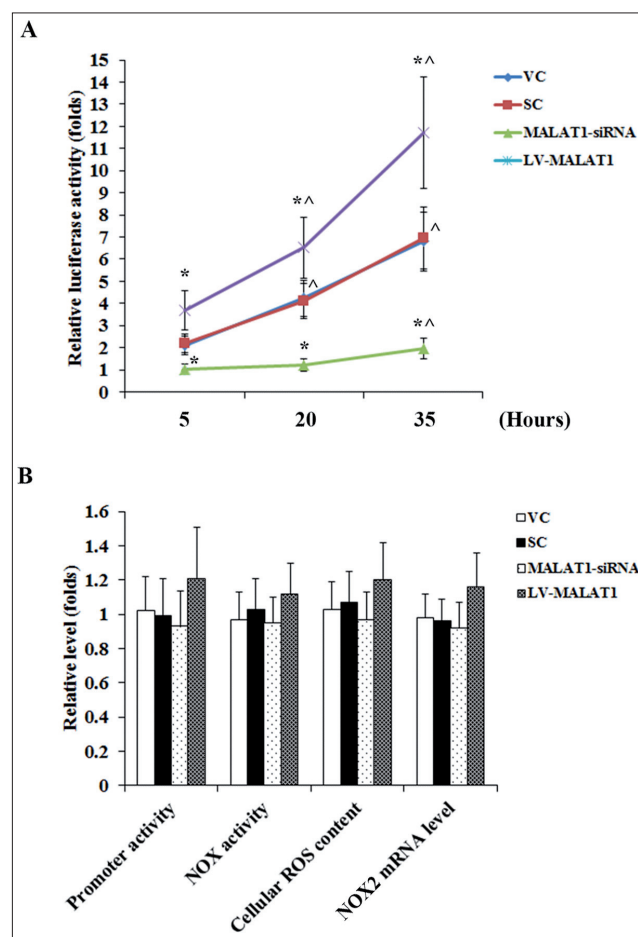 A
Relative luciferase activity (folds)
15
14
13
12
11
10
9
8
7
6
5
4
3
2
1
0
*
*
*^
^
*
*^
^
*^
5 20 35 (Hours)
VC
SC
MALAT1-siRNA
LV-MALAT1
B
Relative level (folds)
1.6
1.4
1.2
1
0.8
0.6
0.4
0.2
0
Promoter activity
NOX activity
Cellular ROS content
NOX2 mRNA level
VC
SC
MALAT1-siRNA
LV-MALAT1